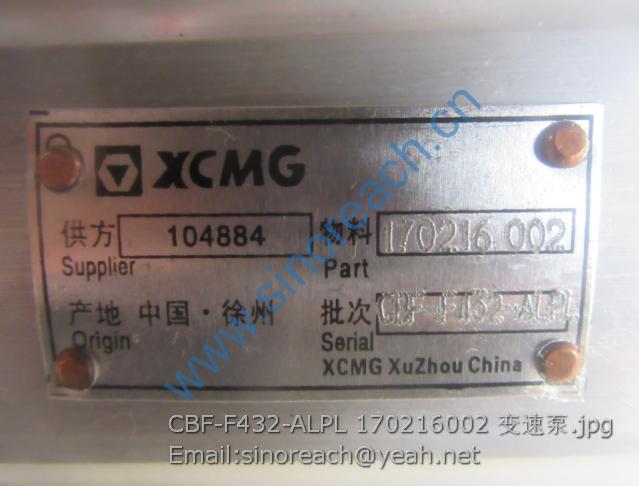 XCMG
供方 104884 物料 170216 002
Supplier Part
产地 中国·徐州 批次 CBF-F432-ALPL
Origin Serial
XCMG XuZhou China
www.sinoreach.cn
CBF-F432-ALPL 170216002 变速泵.jpg
Email:sinoreach@yeah.net